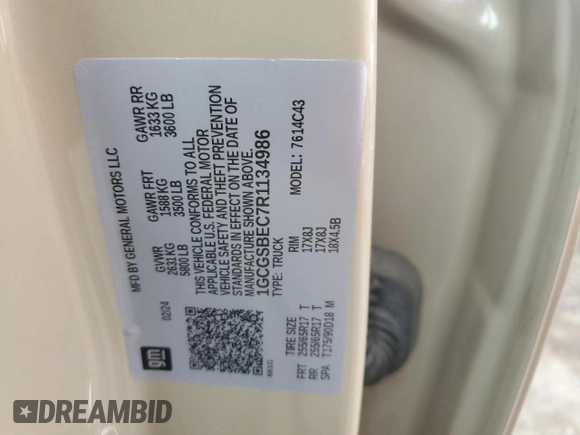 MFD BY GENERAL MOTORS LLC
02/24
GVWR
2631 KG
5800 LB
GAWR FRT
1588 KG
3500 LB
GAWR RR
1633 KG
3600 LB
THIS VEHICLE CONFORMS TO ALL
APPLICABLE U.S. FEDERAL MOTOR
VEHICLE SAFETY AND THEFT PREVENTION
STANDARDS IN EFFECT ON THE DATE OF
MANUFACTURE SHOWN ABOVE.
1GCGSBEC7R1134986
TYPE: TRUCK
MODEL: 7614C43
gm
661G
TIRE SIZE RIM
FRT 255/65R17 T 17X8J
RR 255/65R17 T 17X8J
SPA T175/90D18 M 18X4.5B
DREAMBID